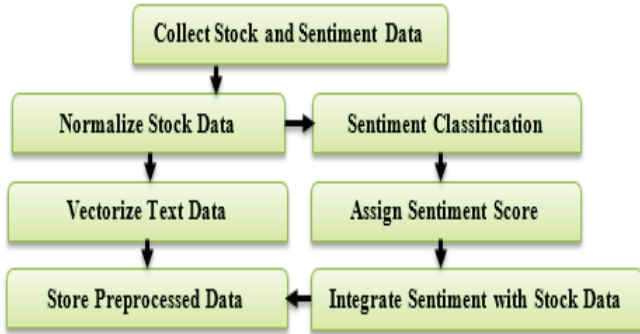 Collect Stock and Sentiment Data
Normalize Stock Data
Sentiment Classification
Vectorize Text Data
Assign Sentiment Score
Store Preprocessed Data
Integrate Sentiment with Stock Data